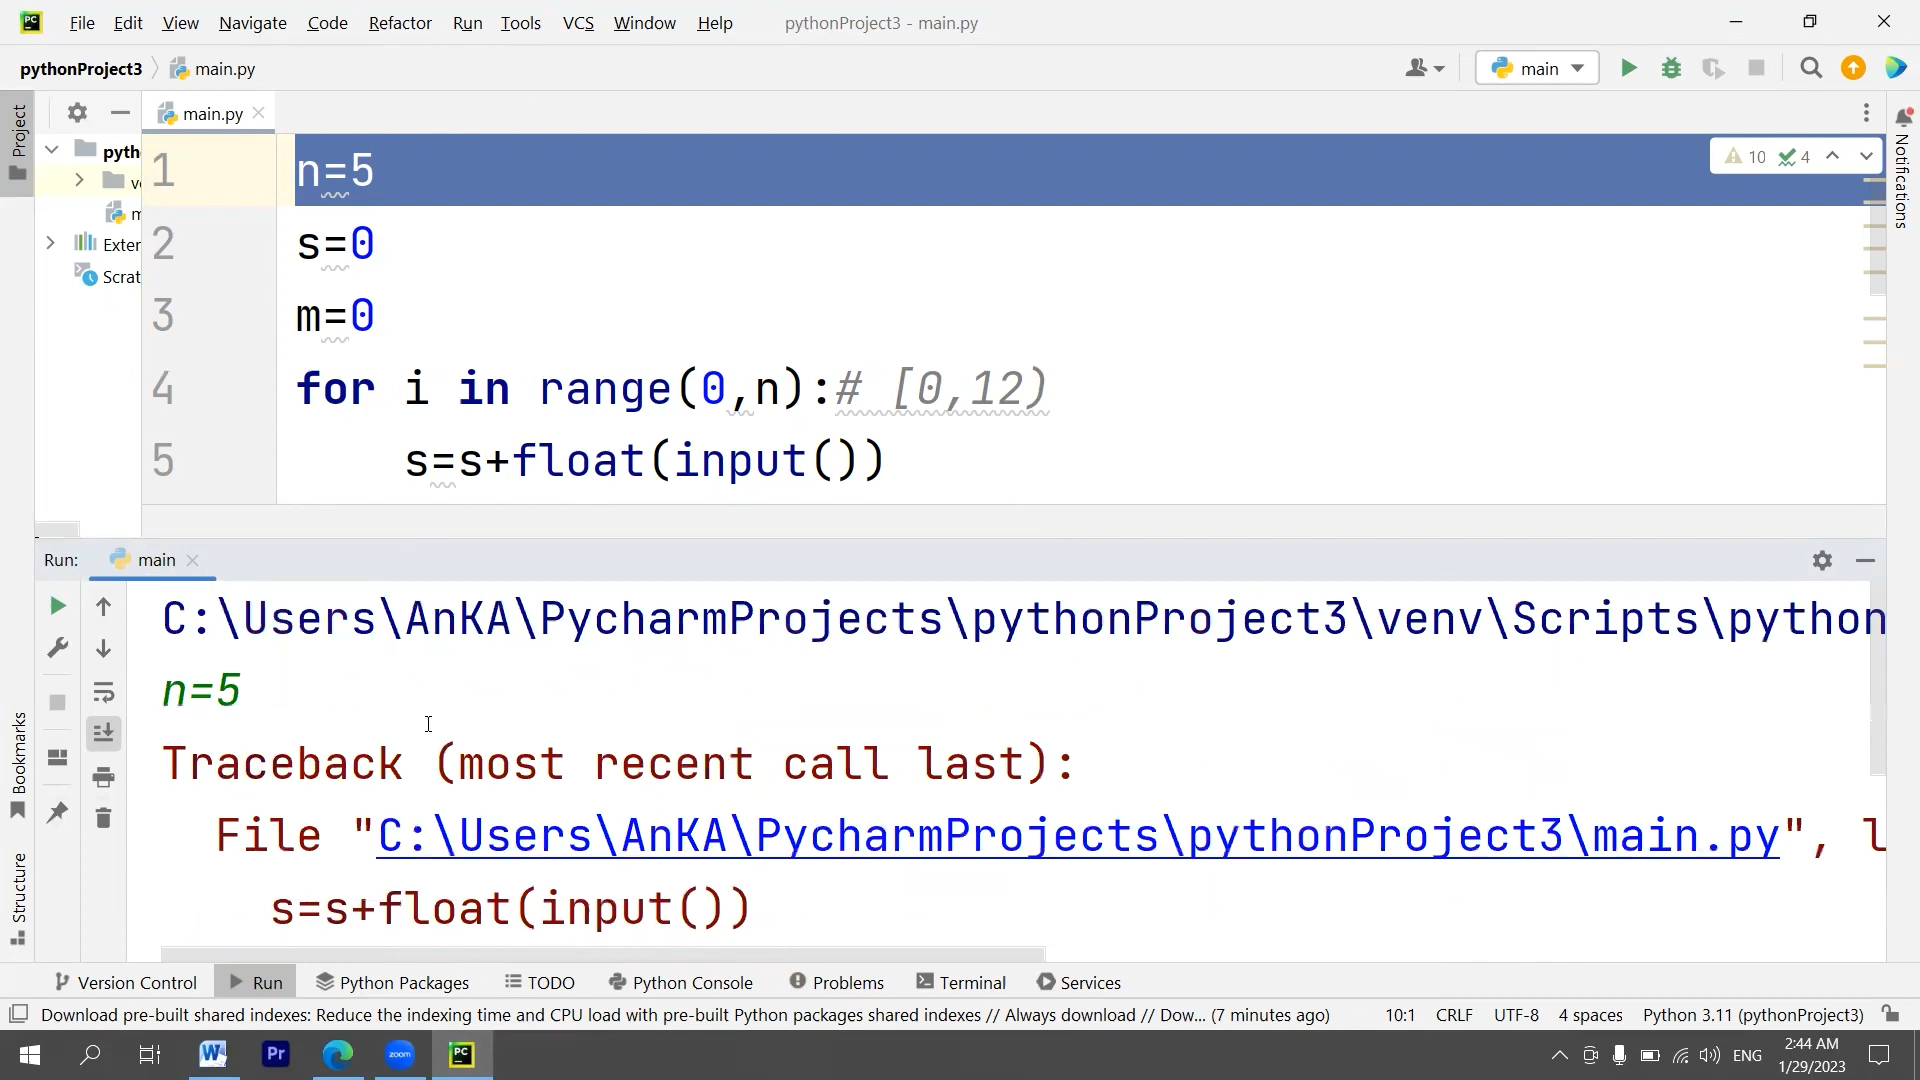 PC File Edit View Navigate Code Refactor Run Tools VCS Window Help pythonProject3 - main.py
pythonProject3 main.py main
Project
main.py
Notifications
1 n=5 10 4
2 s=0
3 m=0
4 for i in range(0,n):# [0,12)
5 s=s+float(input())
pyth
Exter
Scrat
Run: main
C:\Users\AnKA\PycharmProjects\pythonProject3\venv\Scripts\python
n=5
Traceback (most recent call last):
File "C:\Users\AnKA\PycharmProjects\pythonProject3\main.py", l
s=s+float(input())
Bookmarks
Structure
Version Control Run Python Packages TODO Python Console Problems Terminal Services
Download pre-built shared indexes: Reduce the indexing time and CPU load with pre-built Python packages shared indexes // Always download // Dow... (7 minutes ago) 10:1 CRLF UTF-8 4 spaces Python 3.11 (pythonProject3)
W Pr zoom PC ENG 2:44 AM
1/29/2023